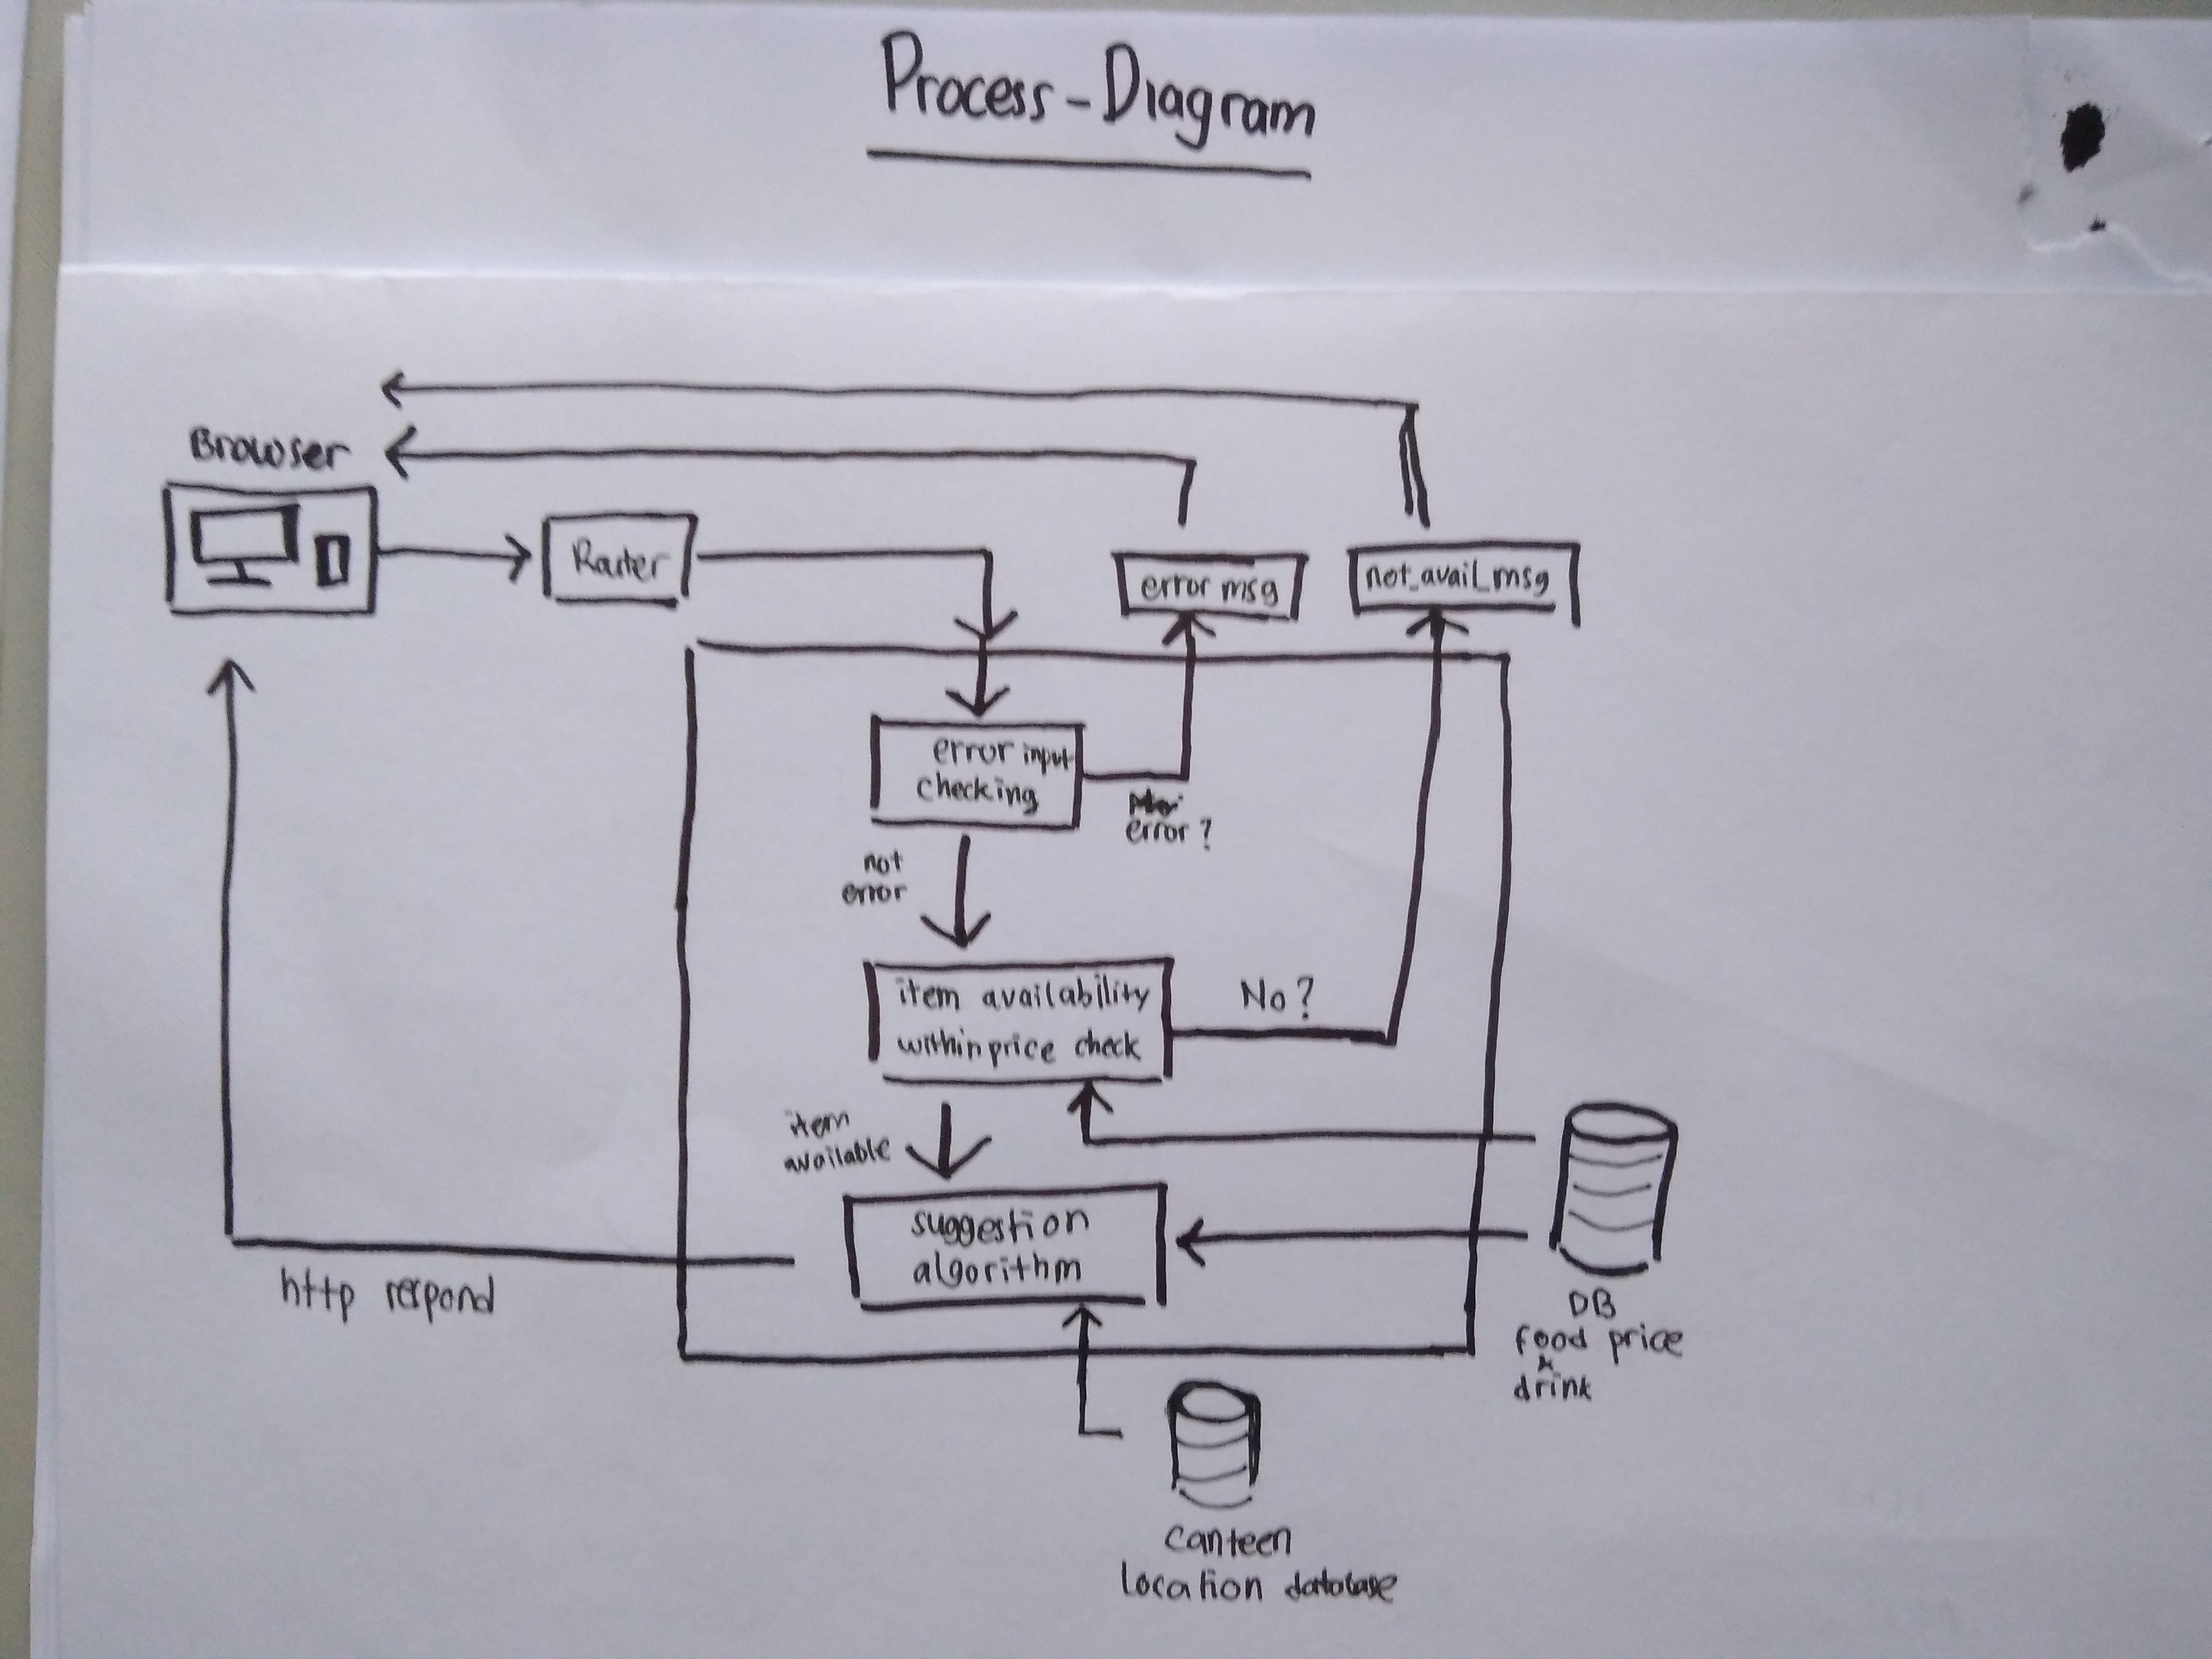 Process-Diagram
Browser
Router
error msg
not_avail_msg
error input
checking
error?
not
error
item availability
within price check
No?
item
available
suggestion
algorithm
http respond
DB
food price
&
drink
canteen
location database